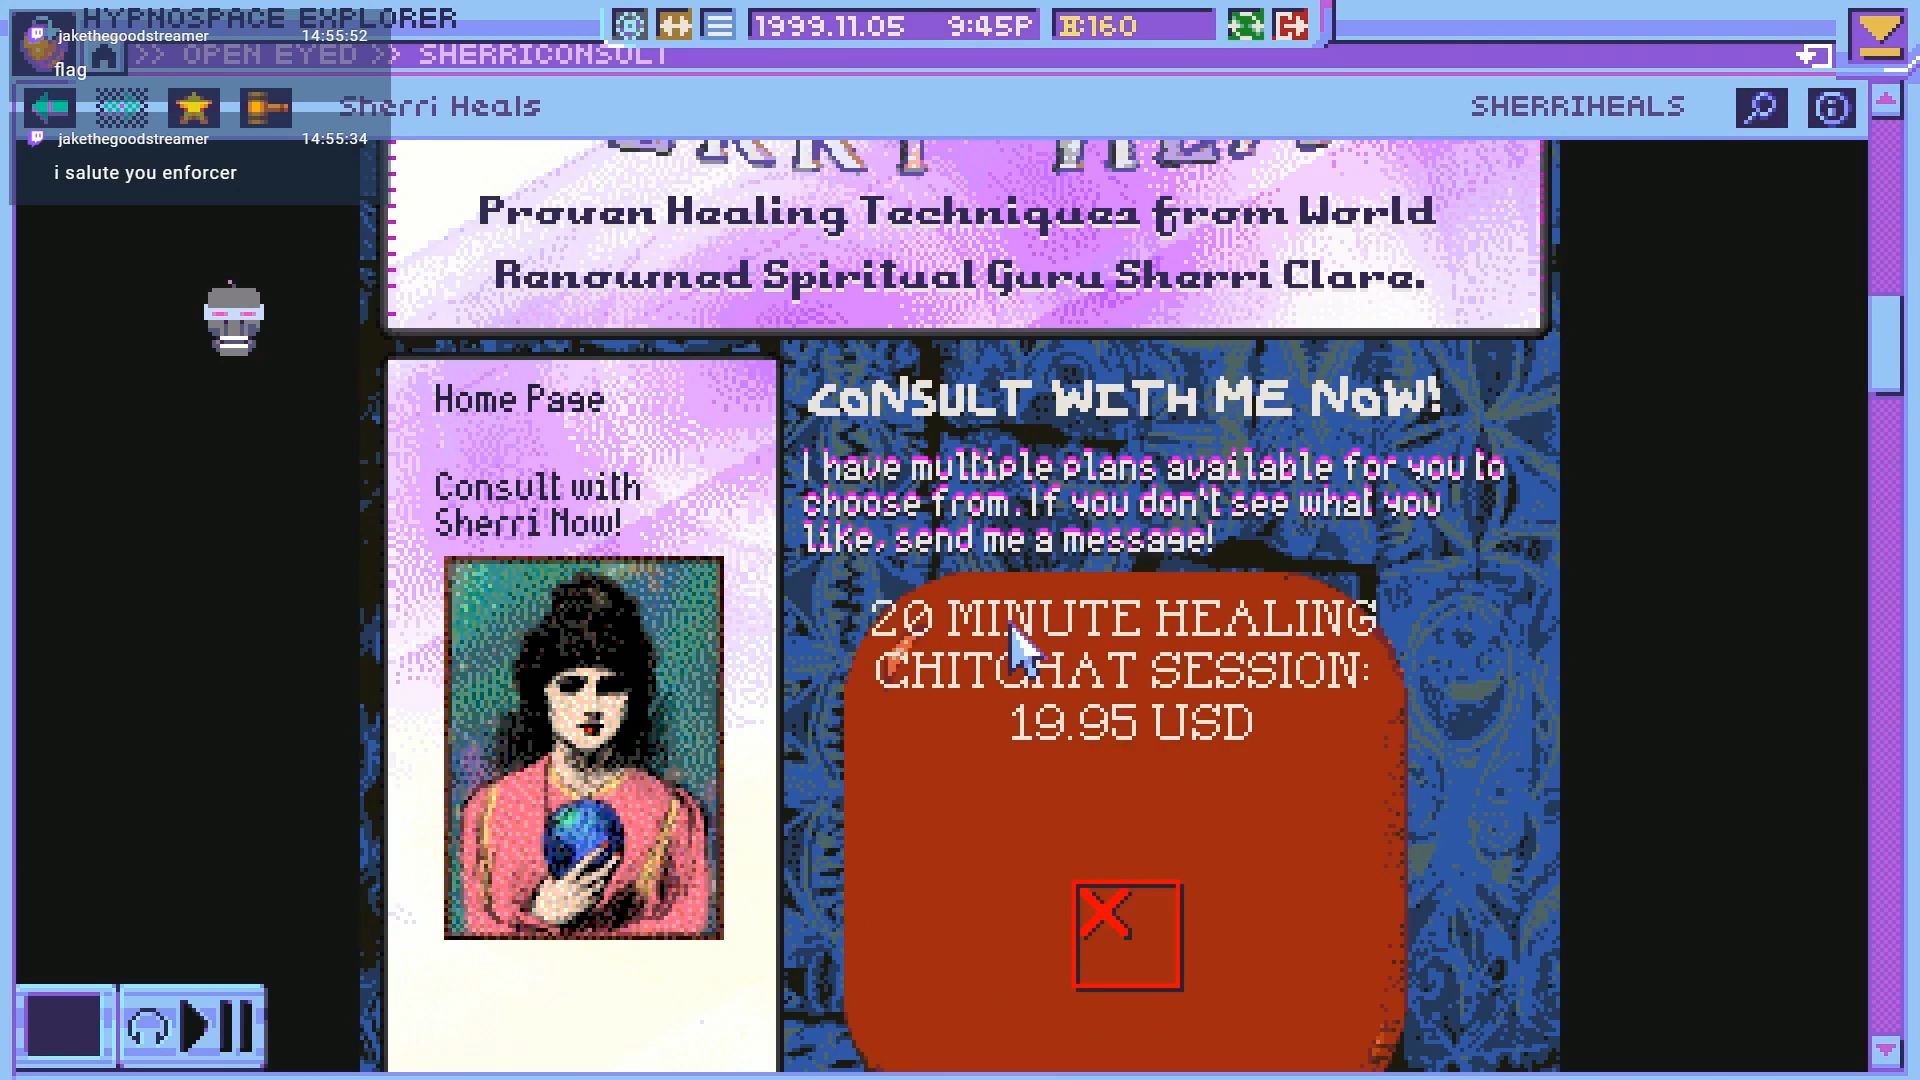 HYPNOSPACE EXPLORER
1999.11.05 9:45P
160
jakethegoodstreamer 14:55:52
flag
>> OPEN EYED >> SHERRICONSULT
Sherri Heals
SHERRIHEALS
jakethegoodstreamer 14:55:34
i salute you enforcer
Proven Healing Techniques from World
Renowned Spiritual Guru Sherri Clare.
Home Page
Consult with
Sherri Now!
CONSULT WITH ME NOW!
I have multiple plans available for you to
choose from. If you don't see what you
like, send me a message!
20 MINUTE HEALING
CHITCHAT SESSION:
19.95 USD